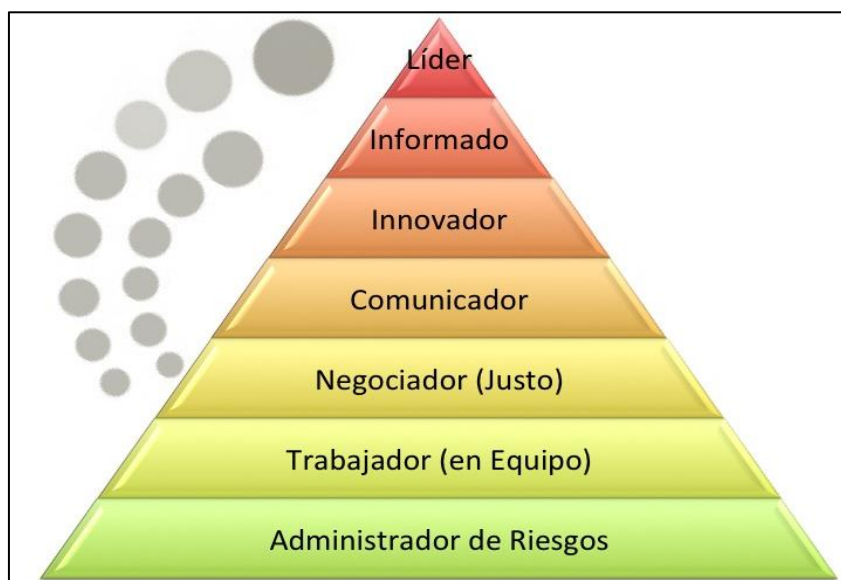 Líder
Informado
Innovador
Comunicador
Negociador (Justo)
Trabajador (en Equipo)
Administrador de Riesgos